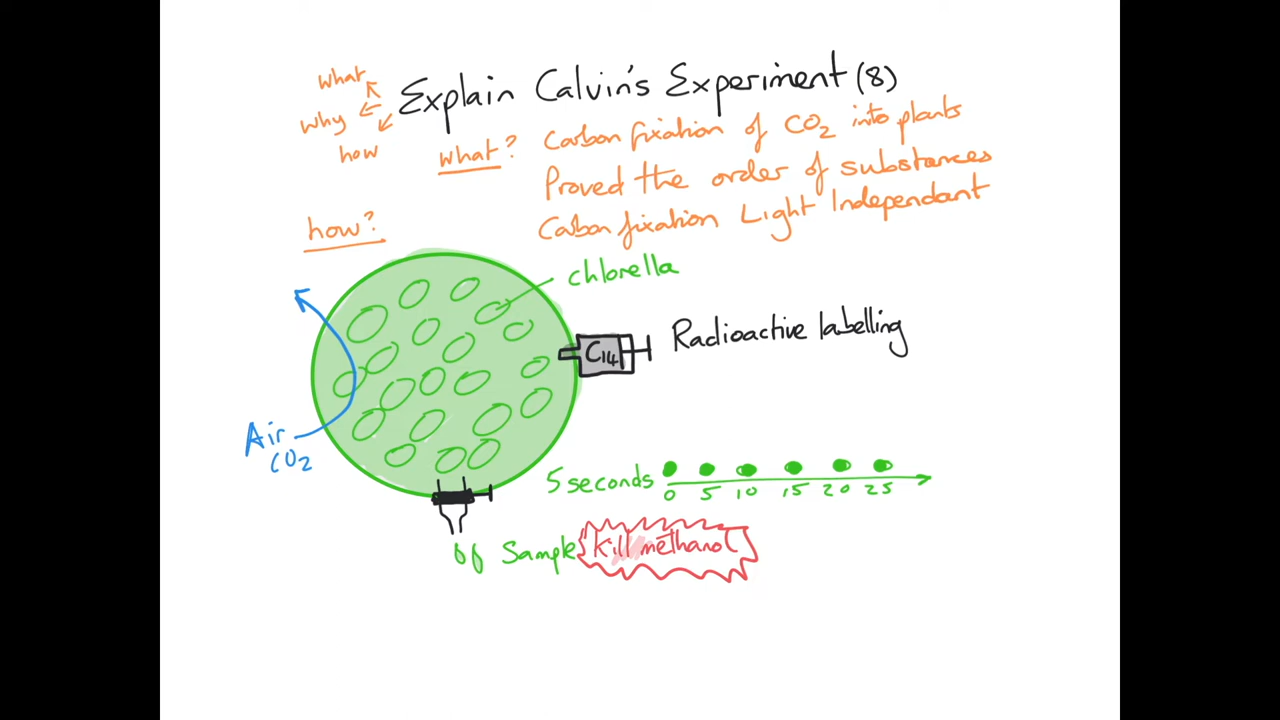 Explain Calvin's Experiment (8)
what
why
how
what? Carbon fixation of CO2 into plants
Proved the order of substances
Carbon fixation Light Independant
how?
chlorella
C14
Radioactive labelling
Air
CO2
5 seconds
0 5 10 15 20 25
Sample kill methanol